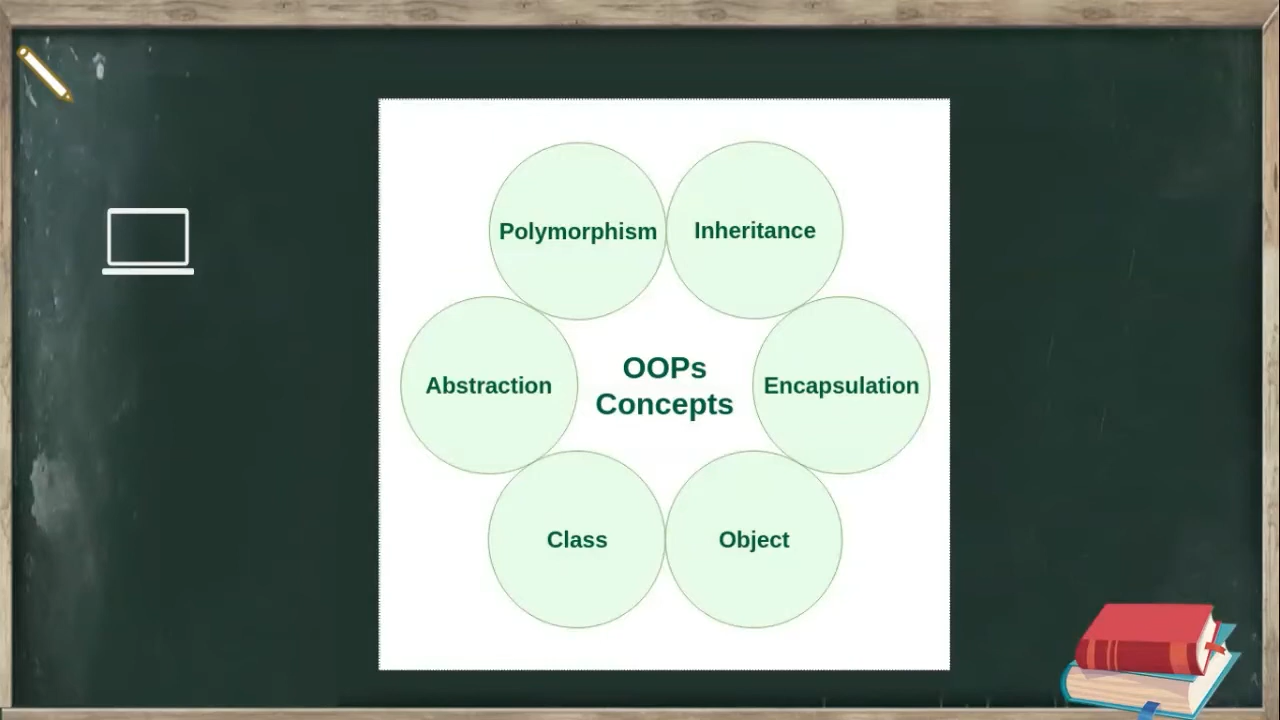 Polymorphism
Inheritance
Abstraction
OOPs
Concepts
Encapsulation
Class
Object